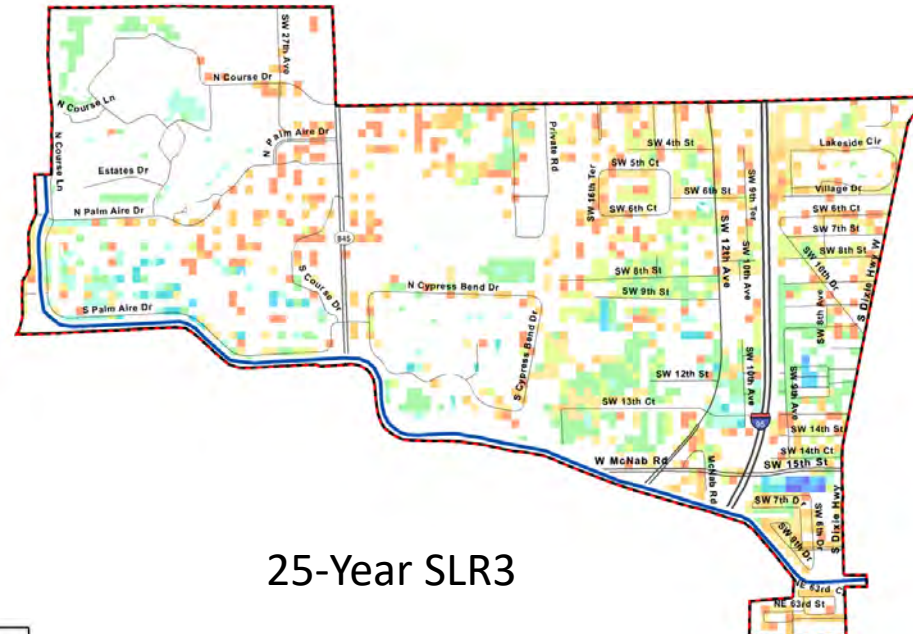 SW 27th Ave
N Course Dr
N Course Ln
N Course Ln
N Palm Aire Dr
Estates Dr
N Palm Aire Dr
S Palm Aire Dr
845
S Course Dr
N Cypress Bend Dr
S Cypress Bend Dr
Private Rd
SW 16th Ter
SW 4th St
SW 5th Ct
SW 6th St
SW 6th Ct
SW 12th Ave
SW 9th Ter
SW 10th Ave
SW 8th St
SW 9th St
SW 12th St
SW 10th Ave
SW 13th Ct
95
W McNab Rd
McNab Rd
Lakeside Cir
Village Dr
SW 6th Ct
SW 7th St
SW 8th St
SW 10th Dr
S Dixie Hwy W
SW 8th Ave
SW 9th Ave
SW 14th St
SW 14th Ct
SW 15th St
SW 7th D
SW 6th Dr
SW 8th Dr
S Dixie Hwy
NE 63rd C
NE 63rd St
25-Year SLR3